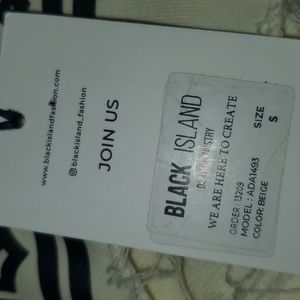 www.blackislandfashion.com
blackisland_fashion
JOIN US
BLACK ISLAND
WE ARE HERE TO CREATE
ORDER: 13209
MODEL: ADA1493
COLOR:BEIGE
SIZE
S